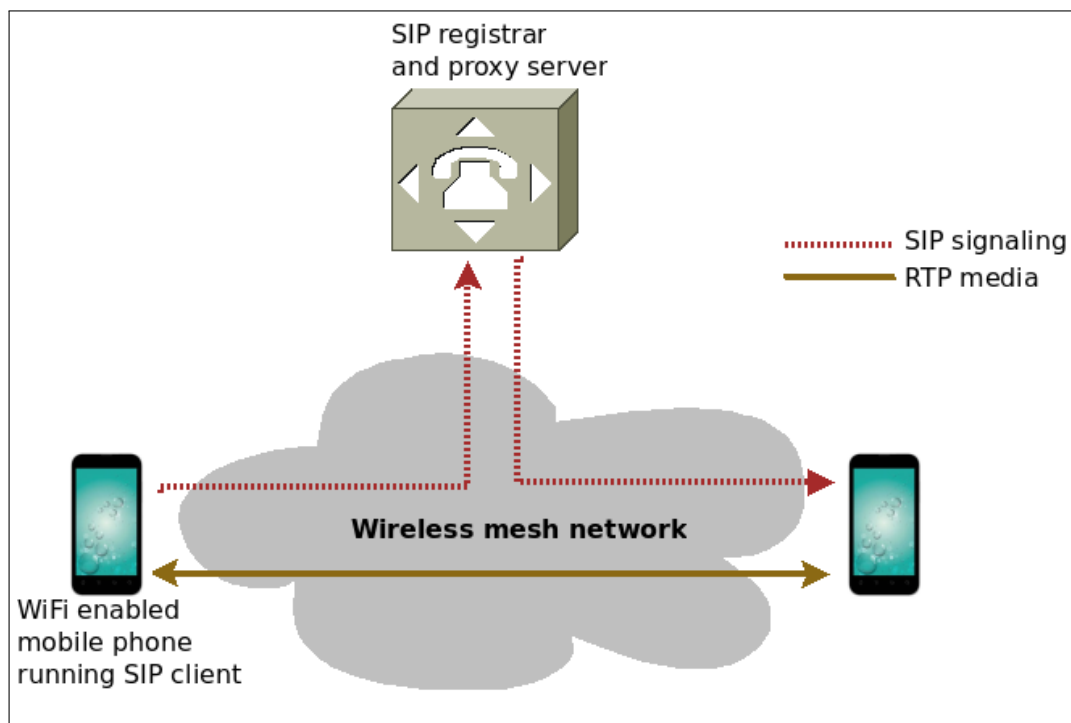 SIP registrar
and proxy server
SIP signaling
RTP media
Wireless mesh network
WiFi enabled
mobile phone
running SIP client